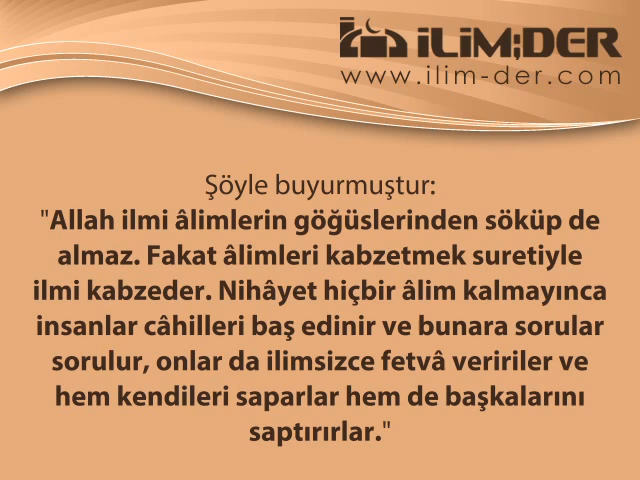 İLİM;DER
www.ilim-der.com
Şöyle buyurmuştur:
"Allah ilmi âlimlerin göğüslerinden söküp de
almaz. Fakat âlimleri kabzetmek suretiyle
ilmi kabzeder. Nihâyet hiçbir âlim kalmayınca
insanlar câhilleri baş edinir ve bunara sorular
sorulur, onlar da ilimsizce fetvâ veririler ve
hem kendileri saparlar hem de başkalarını
saptırırlar."